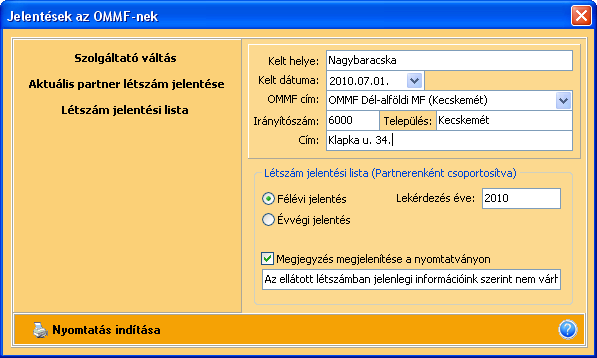 Jelentések az OMMF-nek
Szolgáltató váltás
Aktuális partner létszám jelentése
Létszám jelentési lista
Kelt helye: Nagybaracska
Kelt dátuma: 2010.07.01.
OMMF cím: OMMF Dél-alföldi MF (Kecskemét)
Irányítószám: 6000 Település: Kecskemét
Cím: Klapka u. 34.
Létszám jelentési lista (Partnerenként csoportosítva)
Félévi jelentés Lekérdezés éve: 2010
Évvégi jelentés
Megjegyzés megjelenítése a nyomtatványon
Az ellátott létszámban jelenlegi információink szerint nem várh
Nyomtatás indítása ?